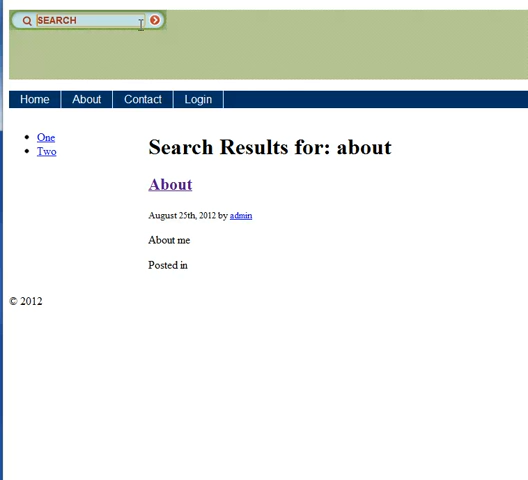 SEARCH
Home About Contact Login
One
Two
Search Results for: about
About
August 25th, 2012 by admin
About me
Posted in
© 2012